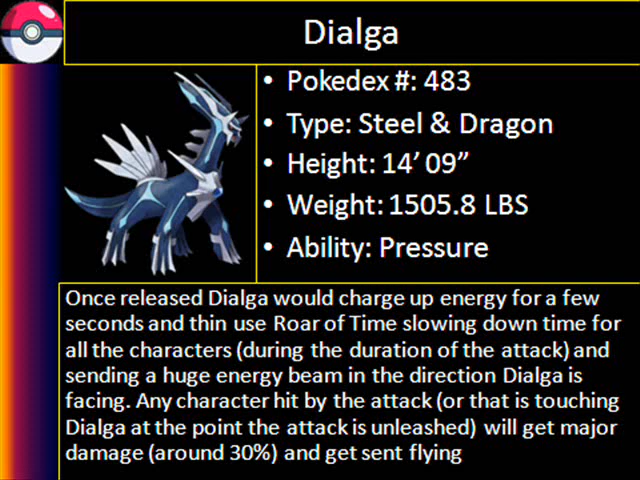 Dialga
• Pokedex #: 483
• Type: Steel & Dragon
• Height: 14’ 09”
• Weight: 1505.8 LBS
• Ability: Pressure
Once released Dialga would charge up energy for a few
seconds and thin use Roar of Time slowing down time for
all the characters (during the duration of the attack) and
sending a huge energy beam in the direction Dialga is
facing. Any character hit by the attack (or that is touching
Dialga at the point the attack is unleashed) will get major
damage (around 30%) and get sent flying